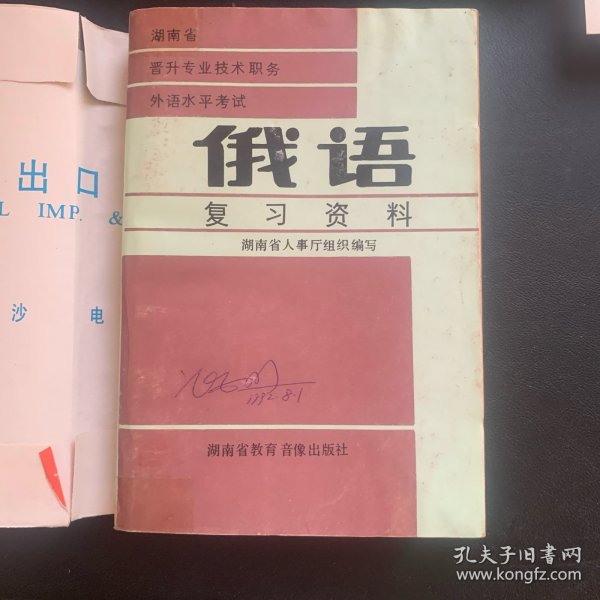 湖南省
晋升专业技术职务
外语水平考试
俄语
复习资料
湖南省人事厅组织编写
1992.8.1
湖南省教育音像出版社
出口
L IMP. &
沙 电
孔夫子旧书网
www.kongfz.com